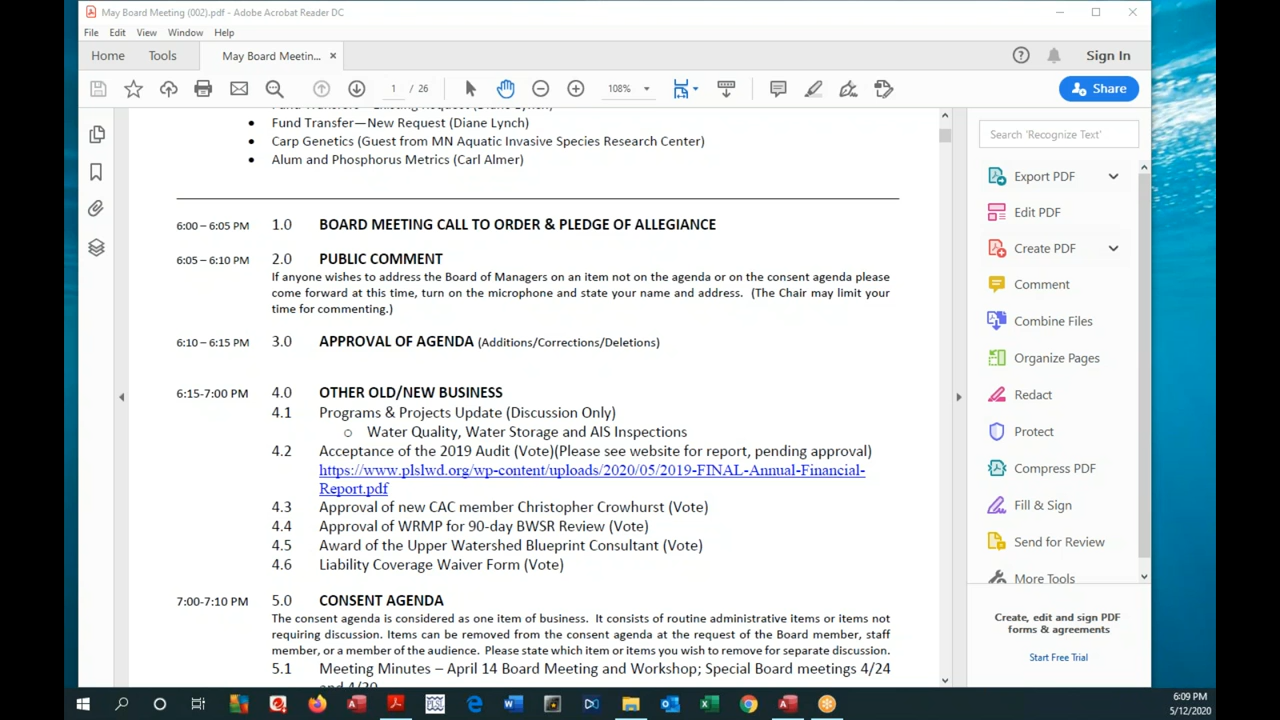 May Board Meeting (002).pdf - Adobe Acrobat Reader DC
File Edit View Window Help
Home Tools May Board Meetin... × Sign In
1 / 26 108% Share
Fund Transfer—New Request (Diane Lynch)
• Carp Genetics (Guest from MN Aquatic Invasive Species Research Center)
• Alum and Phosphorus Metrics (Carl Almer)
6:00 – 6:05 PM 1.0 BOARD MEETING CALL TO ORDER & PLEDGE OF ALLEGIANCE
6:05 – 6:10 PM 2.0 PUBLIC COMMENT
If anyone wishes to address the Board of Managers on an item not on the agenda or on the consent agenda please
come forward at this time, turn on the microphone and state your name and address. (The Chair may limit your
time for commenting.)
6:10 – 6:15 PM 3.0 APPROVAL OF AGENDA (Additions/Corrections/Deletions)
6:15-7:00 PM 4.0 OTHER OLD/NEW BUSINESS
4.1 Programs & Projects Update (Discussion Only)
o Water Quality, Water Storage and AIS Inspections
4.2 Acceptance of the 2019 Audit (Vote)(Please see website for report, pending approval)
https://www.plslwd.org/wp-content/uploads/2020/05/2019-FINAL-Annual-Financial-
Report.pdf
4.3 Approval of new CAC member Christopher Crowhurst (Vote)
4.4 Approval of WRMP for 90-day BWSR Review (Vote)
4.5 Award of the Upper Watershed Blueprint Consultant (Vote)
4.6 Liability Coverage Waiver Form (Vote)
7:00-7:10 PM 5.0 CONSENT AGENDA
The consent agenda is considered as one item of business. It consists of routine administrative items or items not
requiring discussion. Items can be removed from the consent agenda at the request of the Board member, staff
member, or a member of the audience. Please state which item or items you wish to remove for separate discussion.
5.1 Meeting Minutes – April 14 Board Meeting and Workshop; Special Board meetings 4/24
Search 'Recognize Text'
Export PDF
Edit PDF
Create PDF
Comment
Combine Files
Organize Pages
Redact
Protect
Compress PDF
Fill & Sign
Send for Review
More Tools
Create, edit and sign PDF
forms & agreements
Start Free Trial
6:09 PM
5/12/2020